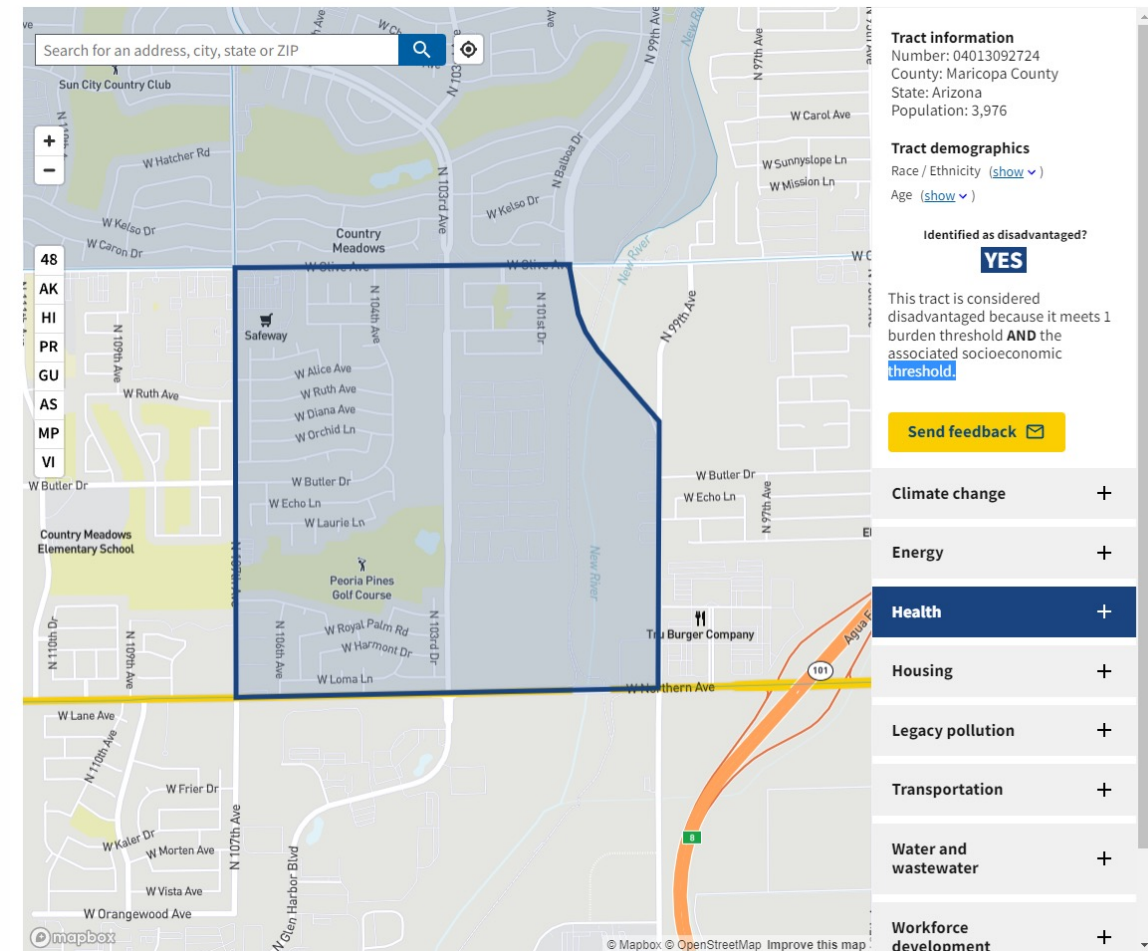 Search for an address, city, state or ZIP
Sun City Country Club
N 103rd
N 99th Ave
New Ri
N 97th Ave
W Carol Ave
W Hatcher Rd
N Balboa Dr
W Sunnyslope Ln
W Mission Ln
N 103rd Ave
W Kelso Dr
W Kelso Dr
W Caron Dr
Country
Meadows
New River
W Olive Ave
W Olive Av
+
−
48
AK
HI
PR
GU
AS
MP
VI
N 109th Ave
Safeway
N 104th Ave
N 101st Dr
N 99th Ave
W Alice Ave
W Ruth Ave
W Ruth Ave
W Diana Ave
W Orchid Ln
W Butler Dr
W Butler Dr
W Butler Dr
W Echo Ln
W Echo Ln
N 97th Ave
W Laurie Ln
Country Meadows
Elementary School
Peoria Pines
Golf Course
New River
N 110th Dr
N 109th Ave
N 106th Ave
W Royal Palm Rd
W Harmont Dr
N 103rd Dr
W Loma Ln
Tru Burger Company
Agua F
101
W Northern Ave
W Lane Ave
N 110th Ave
W Frier Dr
W Kaler Dr
W Morten Ave
N 107th Ave
8
W Vista Ave
W Orangewood Ave
N Glen Harbor Blvd
mapbox
© Mapbox © OpenStreetMap Improve this map
Tract information
Number: 04013092724
County: Maricopa County
State: Arizona
Population: 3,976
Tract demographics
Race / Ethnicity (show)
Age (show)
Identified as disadvantaged?
YES
This tract is considered
disadvantaged because it meets 1
burden threshold AND the
associated socioeconomic
threshold.
Send feedback
Climate change +
Energy +
Health +
Housing +
Legacy pollution +
Transportation +
Water and
wastewater +
Workforce
development +